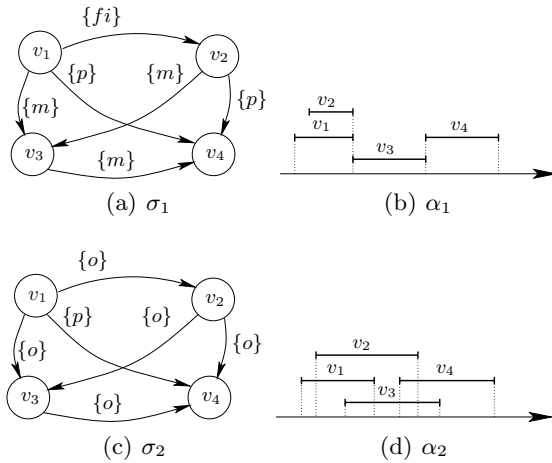 {fi}
v1
v2
{p}
{m}
{m}
{p}
v3
{m}
v4
(a) σ1
v2
v1
v4
v3
(b) α1
{o}
v1
v2
{p}
{o}
{o}
{o}
v3
{o}
v4
(c) σ2
v2
v1
v4
v3
(d) α2